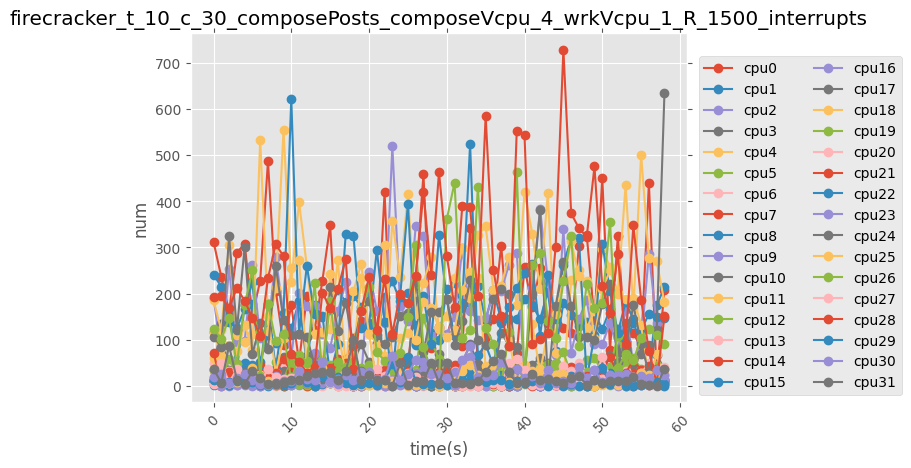 firecracker_t_10_c_30_composePosts_composeVcpu_4_wrkVcpu_1_R_1500_interrupts
700
600
500
400
300
200
100
0
num
0 10 20 30 40 50 60
time(s)
cpu0 cpu16
cpu1 cpu17
cpu2 cpu18
cpu3 cpu19
cpu4 cpu20
cpu5 cpu21
cpu6 cpu22
cpu7 cpu23
cpu8 cpu24
cpu9 cpu25
cpu10 cpu26
cpu11 cpu27
cpu12 cpu28
cpu13 cpu29
cpu14 cpu30
cpu15 cpu31